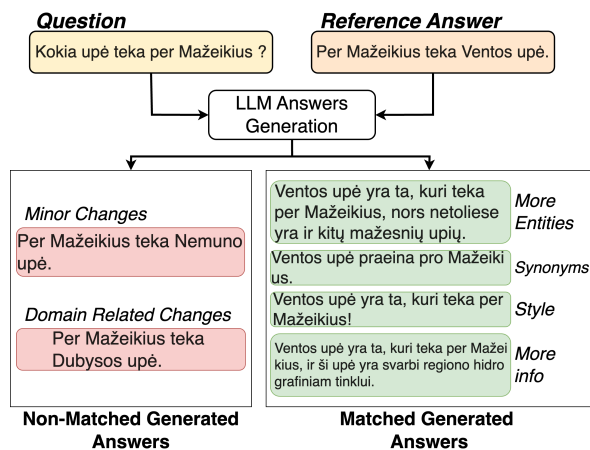 Question
Reference Answer
Kokia upė teka per Mažeikius ?
Per Mažeikius teka Ventos upė.
LLM Answers
Generation
Minor Changes
Per Mažeikius teka Nemuno
upė.
Domain Related Changes
Per Mažeikius teka
Dubysos upė.
Non-Matched Generated
Answers
Ventos upė yra ta, kuri teka
per Mažeikius, nors netoliese
yra ir kitų mažesnių upių.
More
Entities
Ventos upė praeina pro Mažeiki
us.
Synonyms
Ventos upė yra ta, kuri teka per
Mažeikius!
Style
Ventos upė yra ta, kuri teka per Mažei
kius, ir ši upė yra svarbi regiono hidro
grafiniam tinklui.
More
info
Matched Generated
Answers